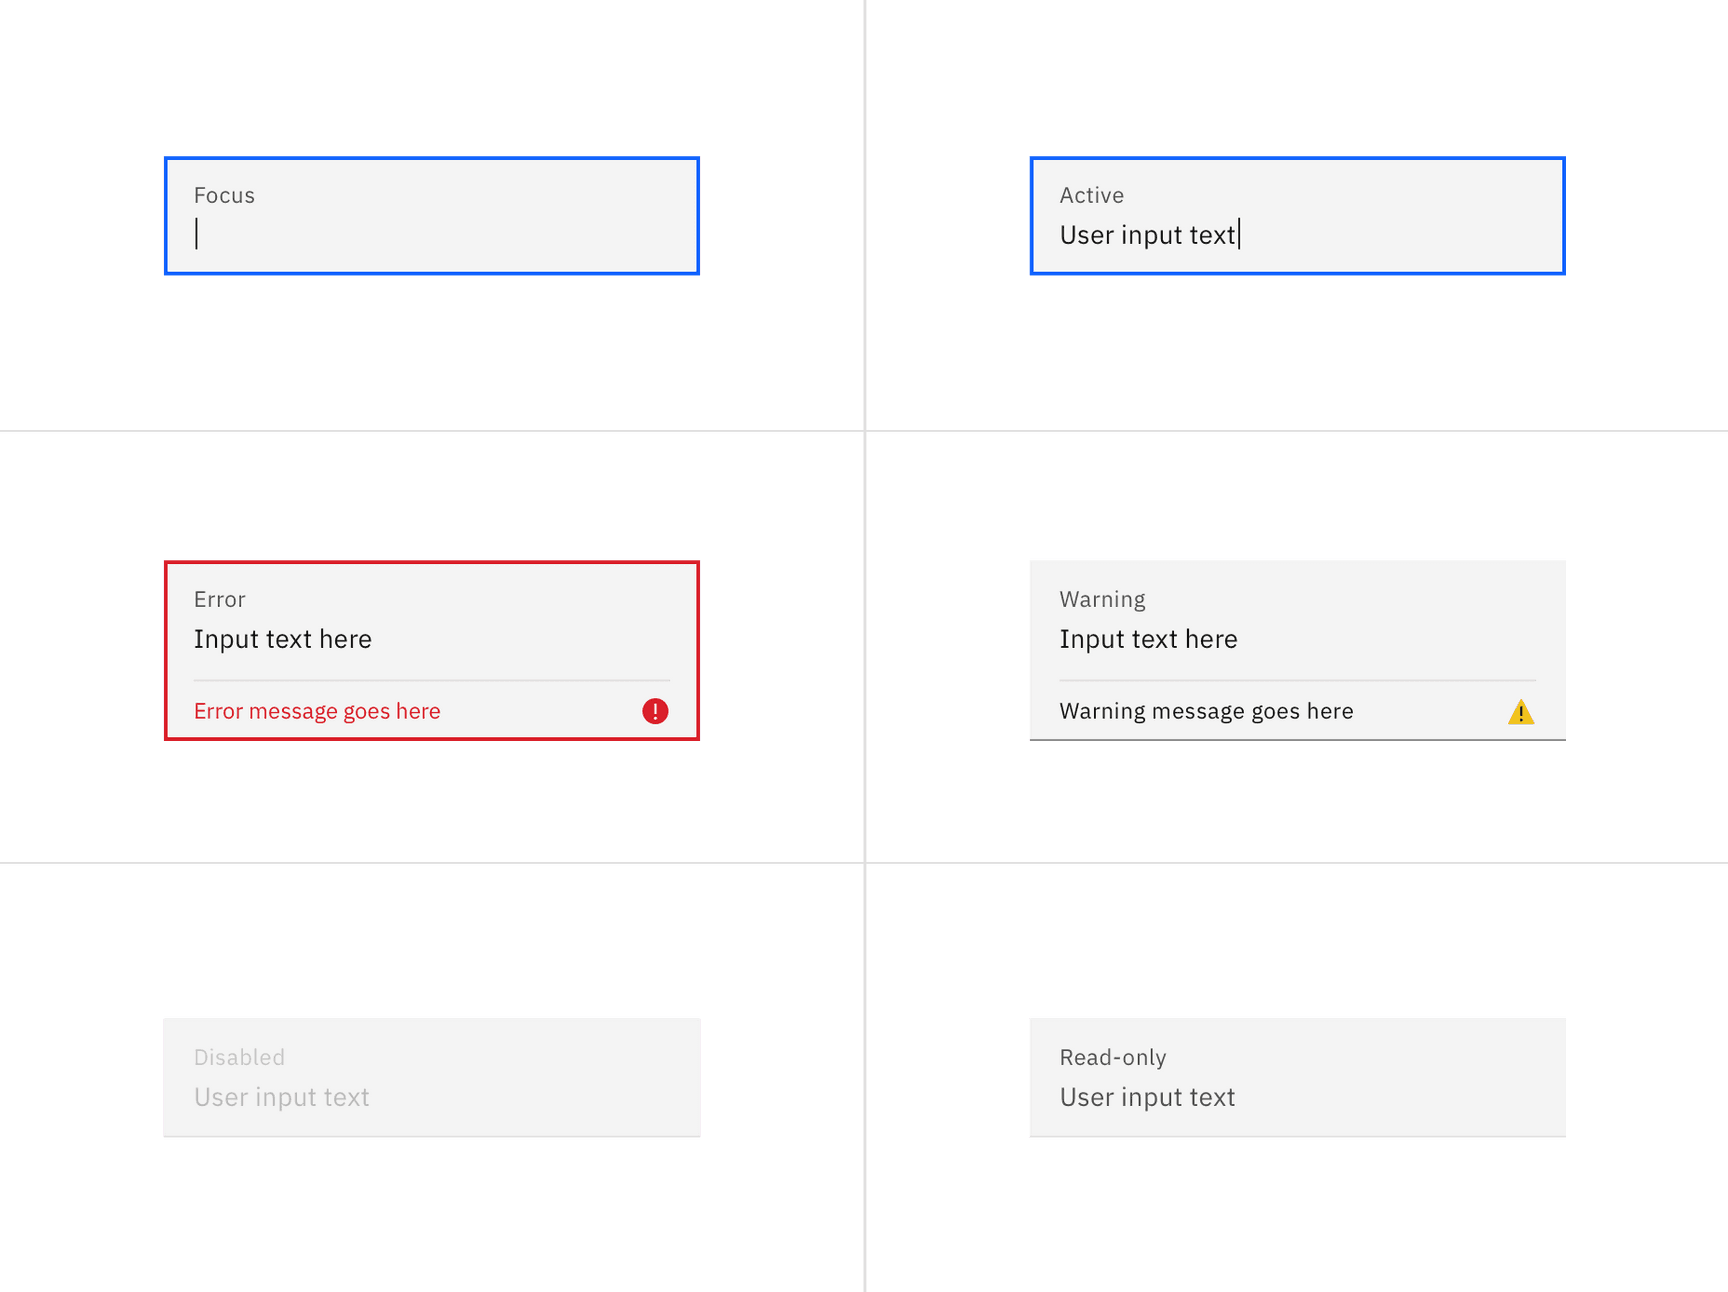 Focus
Active
User input text
Error
Input text here
Error message goes here
Warning
Input text here
Warning message goes here
Disabled
User input text
Read-only
User input text